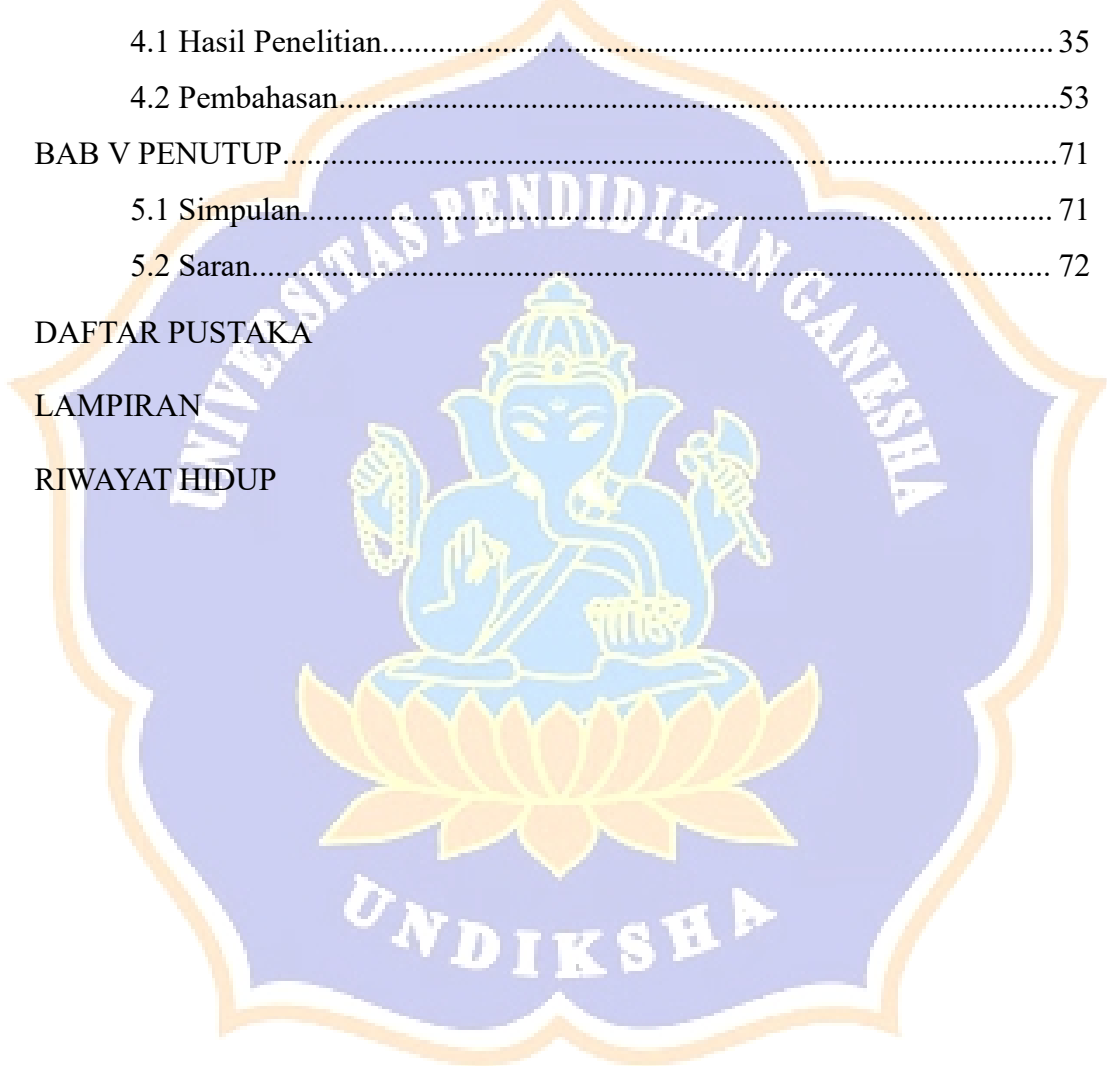 4.1 Hasil Penelitian.......................................................................................35
4.2 Pembahasan.............................................................................................53
BAB V PENUTUP....................................................................................................71
5.1 Simpulan.................................................................................................71
5.2 Saran.......................................................................................................72
DAFTAR PUSTAKA
LAMPIRAN
RIWAYAT HIDUP
UNIVERSITAS PENDIDIKAN GANESHA
UNDIKSHA